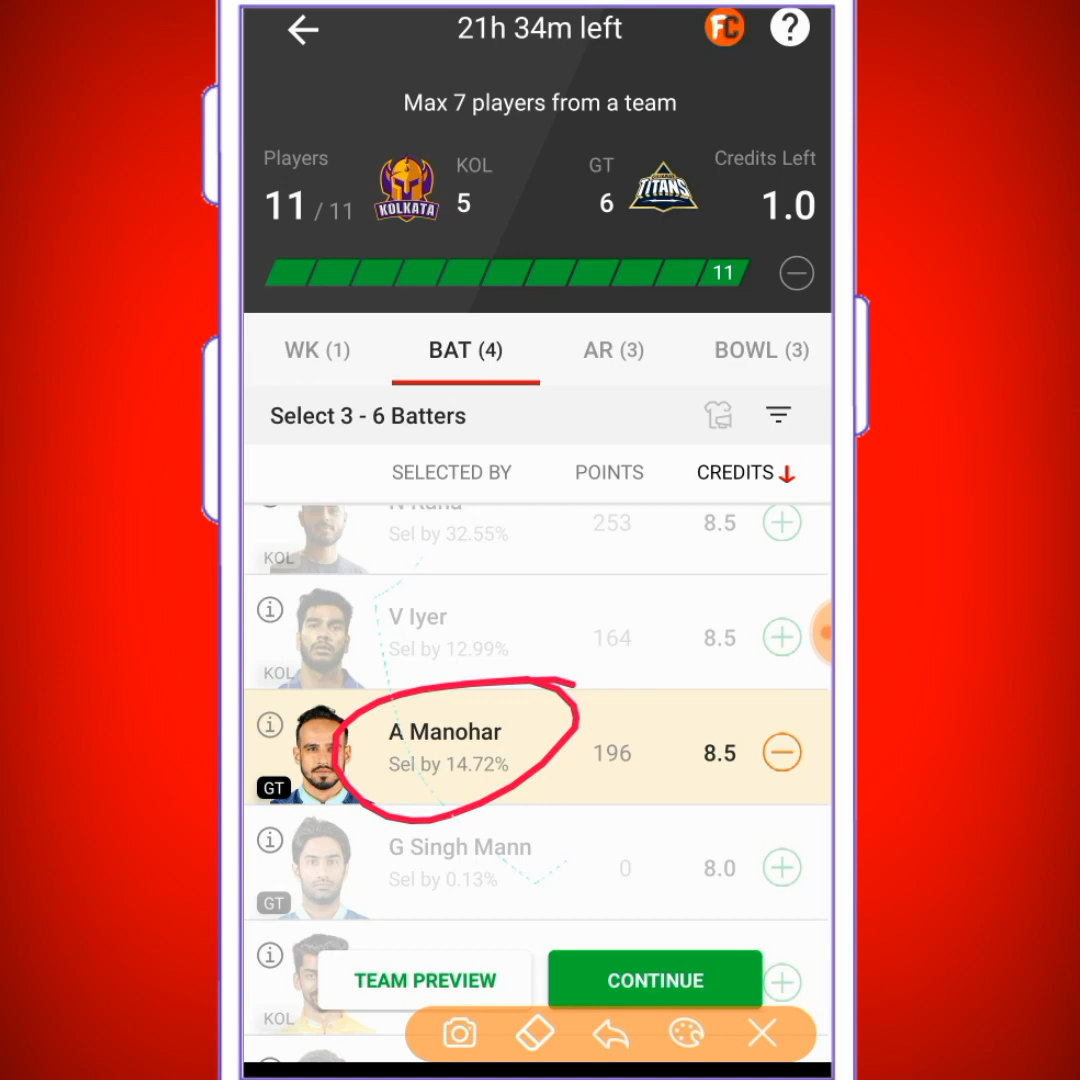 21h 34m left
FC
?
Max 7 players from a team
Players
KOL
GT
Credits Left
11 / 11
KOLKATA
5
6
TITANS
1.0
11
WK (1)
BAT (4)
AR (3)
BOWL (3)
Select 3 - 6 Batters
SELECTED BY
POINTS
CREDITS
Sel by 32.55%
253
8.5
KOL
V Iyer
Sel by 12.99%
164
8.5
KOL
A Manohar
Sel by 14.72%
196
8.5
GT
G Singh Mann
Sel by 0.13%
0
8.0
GT
TEAM PREVIEW
CONTINUE
KOL